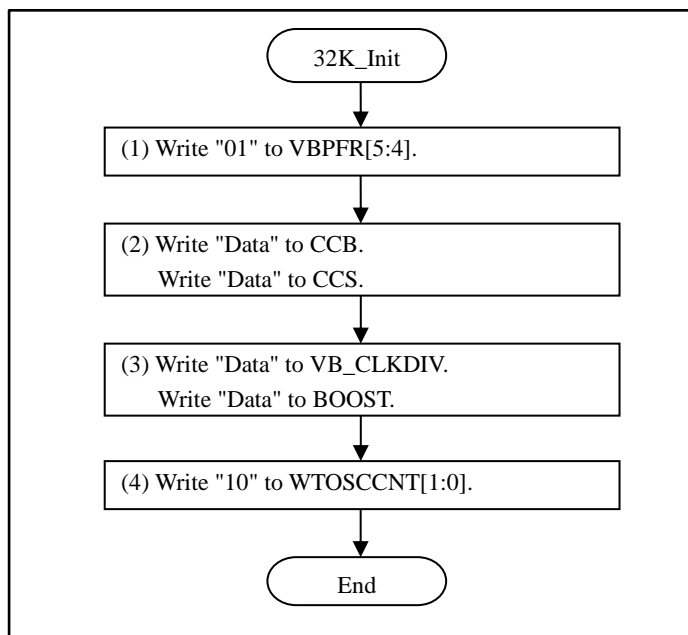 32K_Init
(1) Write "01" to VBPFR[5:4].
(2) Write "Data" to CCB.
Write "Data" to CCS.
(3) Write "Data" to VB_CLKDIV.
Write "Data" to BOOST.
(4) Write "10" to WTOSCCNT[1:0].
End